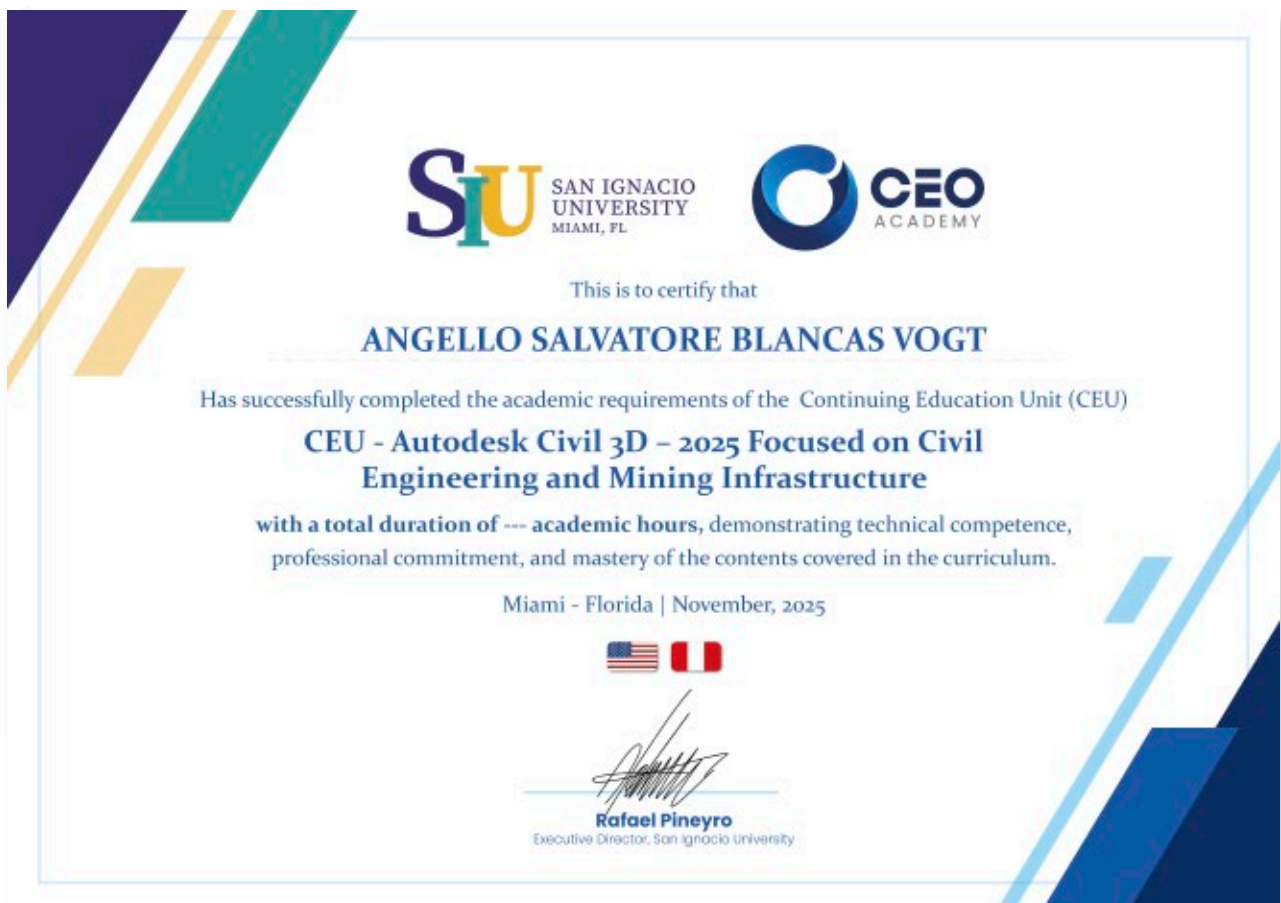 SIU
SAN IGNACIO
UNIVERSITY
MIAMI, FL
CEO
ACADEMY
This is to certify that
ANGELLO SALVATORE BLANCAS VOGT
Has successfully completed the academic requirements of the Continuing Education Unit (CEU)
CEU - Autodesk Civil 3D – 2025 Focused on Civil
Engineering and Mining Infrastructure
with a total duration of --- academic hours, demonstrating technical competence,
professional commitment, and mastery of the contents covered in the curriculum.
Miami - Florida | November, 2025
Rafael Pineyro
Executive Director, San Ignacio University